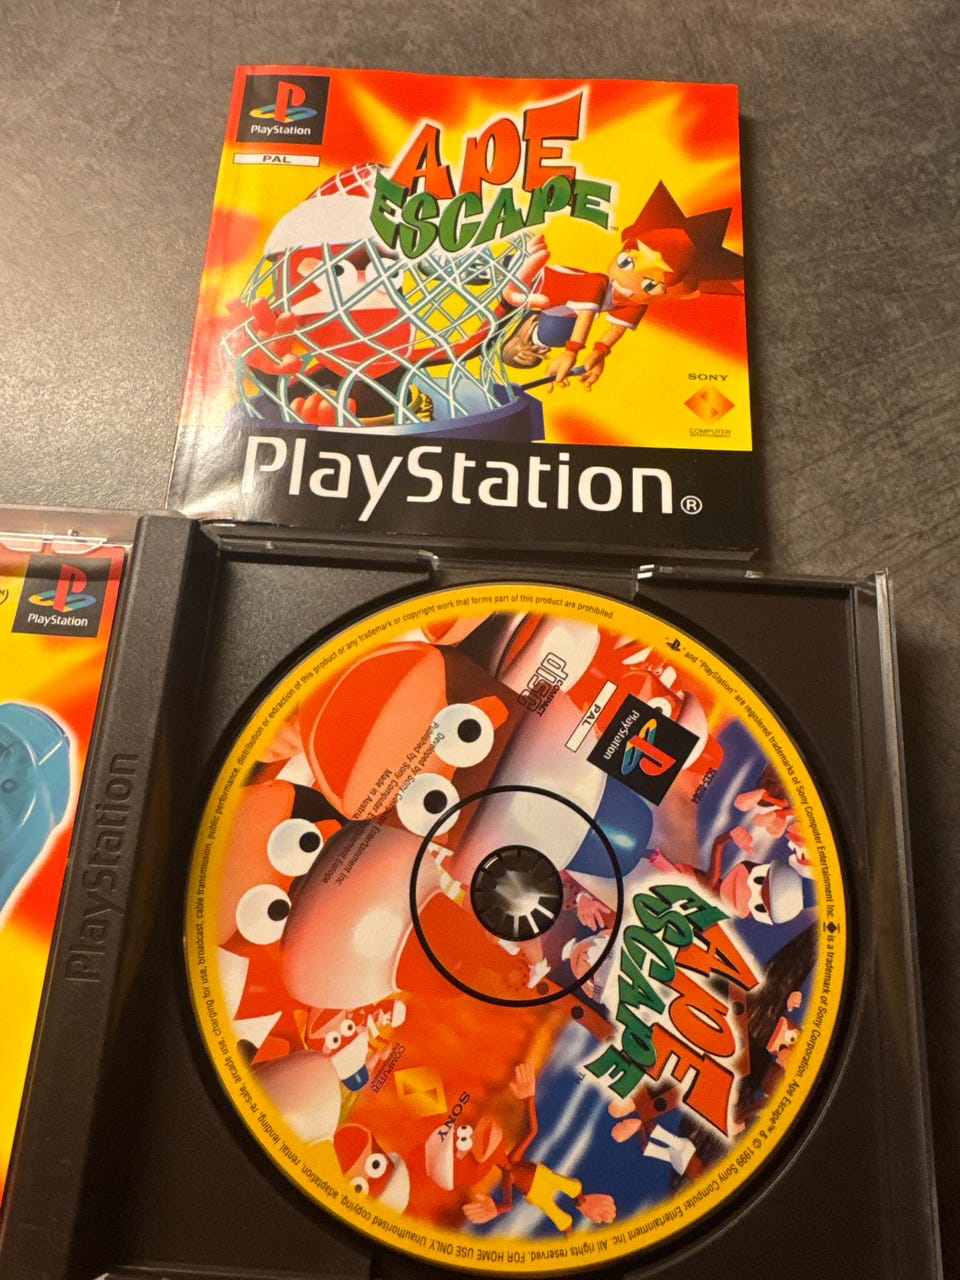 PlayStation
PAL
APE
ESCAPE™
SONY
COMPUTER
ENTERTAINMENT
PlayStation®
PlayStation
PlayStation
COMPACT
disc
PAL
PlayStation
Developed by Sony Computer Entertainment Inc.
Published by Sony Computer Entertainment Europe
Made in Austria
APE
ESCAPE™
SONY
COMPUTER
ENTERTAINMENT
and "PlayStation" are registered trademarks of Sony Computer Entertainment Inc. is a trademark of Sony Corporation. Ape Escape™ & © 1999 Sony Computer Entertainment Inc. All rights reserved. FOR HOME USE ONLY. Unauthorised copying, adaptation, rental, lending, re-sale, arcade use, charging for use, broadcast, cable transmission, public performance, distribution or extraction of this product or any trademark or copyright work that forms part of this product are prohibited.